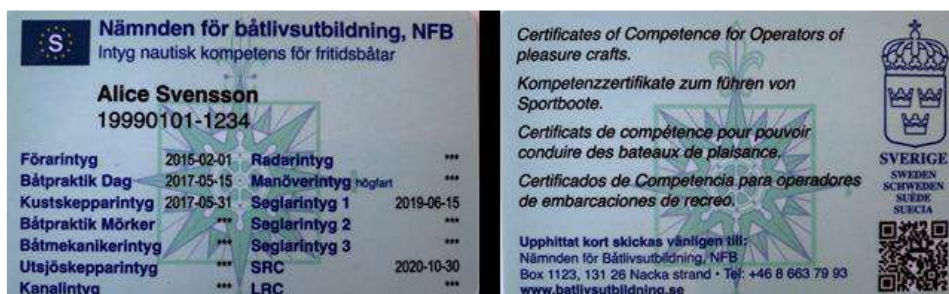 S
Nämnden för båtlivsutbildning, NFB
Intyg nautisk kompetens för fritidsbåtar
Alice Svensson
19990101-1234
Förarintyg 2015-02-01 Radarintyg ***
Båtpraktik Dag 2017-05-15 Manöverintyg högfart ***
Kustskepparintyg 2017-05-31 Seglarintyg 1 2019-06-15
Båtpraktik Mörker *** Seglarintyg 2 ***
Båtmekanikerintyg *** Seglarintyg 3 ***
Utsjöskepparintyg *** SRC 2020-10-30
Kanalintyg *** LRC ***
Certificates of Competence for Operators of
pleasure crafts.
Kompetenzzertifikate zum führen von
Sportboote.
Certificats de compétence pour pouvoir
conduire des bateaux de plaisance.
Certificados de Competencia para operadores
de embarcaciones de recreo.
Upphittat kort skickas vänligen till:
Nämnden för Båtlivsutbildning, NFB
Box 1123, 131 26 Nacka strand • Tel: +46 8 663 79 93
www.batlivsutbildning.se
SVERIGE
SWEDEN
SCHWEDEN
SUÈDE
SUECIA